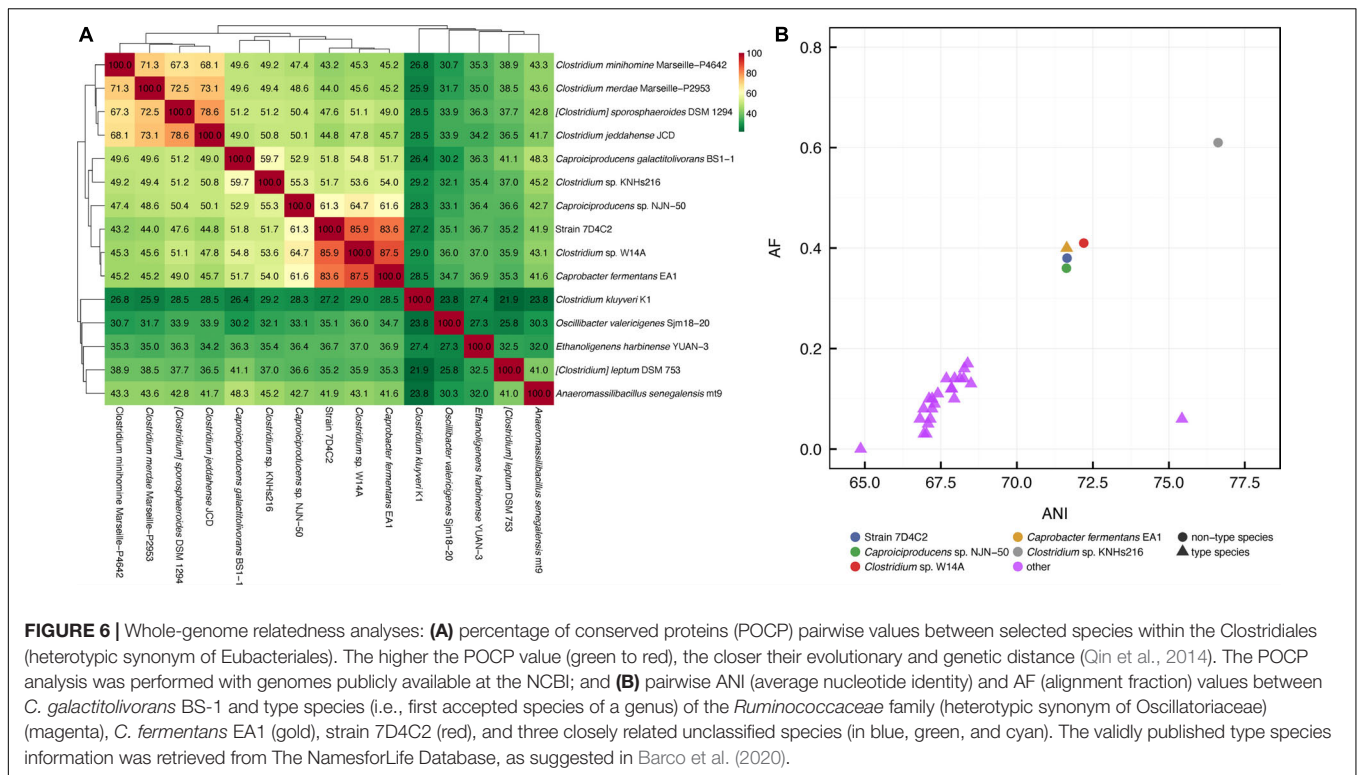 A
100
80
60
40
100.0 71.3 67.3 68.1 49.6 49.2 47.4 43.2 45.3 45.2 26.8 30.7 35.3 38.9 43.3 Clostridium minihomine Marseille−P4642
71.3 100.0 72.5 73.1 49.6 49.4 48.6 44.0 45.6 45.2 25.9 31.7 35.0 38.5 43.6 Clostridium merdae Marseille−P2953
67.3 72.5 100.0 78.6 51.2 51.2 50.4 47.6 51.1 49.0 28.5 33.9 36.3 37.7 42.8 [Clostridium] sporosphaeroides DSM 1294
68.1 73.1 78.6 100.0 49.0 50.8 50.1 44.8 47.8 45.7 28.5 33.9 34.2 36.5 41.7 Clostridium jeddahense JCD
49.6 49.6 51.2 49.0 100.0 59.7 52.9 51.8 54.8 51.7 26.4 30.2 36.3 41.1 48.3 Caproiciproducens galactitolivorans BS1−1
49.2 49.4 51.2 50.8 59.7 100.0 55.3 51.7 53.6 54.0 29.2 32.1 35.4 37.0 45.2 Clostridium sp. KNHs216
47.4 48.6 50.4 50.1 52.9 55.3 100.0 61.3 64.7 61.6 28.3 33.1 36.4 36.6 42.7 Caproiciproducens sp. NJN−50
43.2 44.0 47.6 44.8 51.8 51.7 61.3 100.0 85.9 83.6 27.2 35.1 36.7 35.2 41.9 Strain 7D4C2
45.3 45.6 51.1 47.8 54.8 53.6 64.7 85.9 100.0 87.5 29.0 36.0 37.0 35.9 43.1 Clostridium sp. W14A
45.2 45.2 49.0 45.7 51.7 54.0 61.6 83.6 87.5 100.0 28.5 34.7 36.9 35.3 41.6 Caprobacter fermentans EA1
26.8 25.9 28.5 28.5 26.4 29.2 28.3 27.2 29.0 28.5 100.0 23.8 27.4 21.9 23.8 Clostridium kluyveri K1
30.7 31.7 33.9 33.9 30.2 32.1 33.1 35.1 36.0 34.7 23.8 100.0 27.3 25.8 30.3 Oscillibacter valericigenes Sjm18−20
35.3 35.0 36.3 34.2 36.3 35.4 36.4 36.7 37.0 36.9 27.4 27.3 100.0 32.5 32.0 Ethanoligenens harbinense YUAN−3
38.9 38.5 37.7 36.5 41.1 37.0 36.6 35.2 35.9 35.3 21.9 25.8 32.5 100.0 41.0 [Clostridium] leptum DSM 753
43.3 43.6 42.8 41.7 48.3 45.2 42.7 41.9 43.1 41.6 23.8 30.3 32.0 41.0 100.0 Anaeromassilibacillus senegalensis mt9
Clostridium minihomine Marseille−P4642
Clostridium merdae Marseille−P2953
[Clostridium] sporosphaeroides DSM 1294
Clostridium jeddahense JCD
Caproiciproducens galactitolivorans BS1−1
Clostridium sp. KNHs216
Caproiciproducens sp. NJN−50
Strain 7D4C2
Clostridium sp. W14A
Caprobacter fermentans EA1
Clostridium kluyveri K1
Oscillibacter valericigenes Sjm18−20
Ethanoligenens harbinense YUAN−3
[Clostridium] leptum DSM 753
Anaeromassilibacillus senegalensis mt9
B
0.8
0.6
0.4
0.2
0.0
AF
65.0 67.5 70.0 72.5 75.0 77.5
ANI
Strain 7D4C2 Caprobacter fermentans EA1 non−type species
Caproiciproducens sp. NJN−50 Clostridium sp. KNHs216 type species
Clostridium sp. W14A other
FIGURE 6 | Whole-genome relatedness analyses: (A) percentage of conserved proteins (POCP) pairwise values between selected species within the Clostridiales
(heterotypic synonym of Eubacteriales). The higher the POCP value (green to red), the closer their evolutionary and genetic distance (Qin et al., 2014). The POCP
analysis was performed with genomes publicly available at the NCBI; and (B) pairwise ANI (average nucleotide identity) and AF (alignment fraction) values between
C. galactitolivorans BS-1 and type species (i.e., first accepted species of a genus) of the Ruminococcaceae family (heterotypic synonym of Oscillatoriaceae)
(magenta), C. fermentans EA1 (gold), strain 7D4C2 (red), and three closely related unclassified species (in blue, green, and cyan). The validly published type species
information was retrieved from The NamesforLife Database, as suggested in Barco et al. (2020).